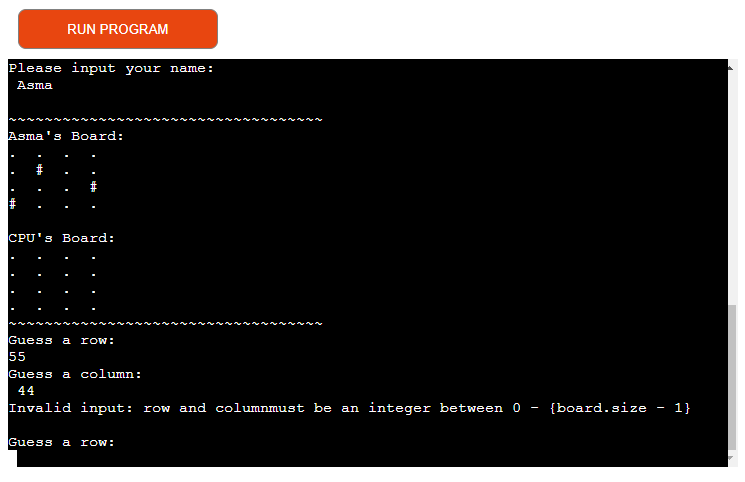 RUN PROGRAM
Please input your name:
Asma
~~~~~~~~~~~~~~~~~~~~~~~~~~~~~~~~~~~
Asma's Board:
. . . .
. # . .
. . . #
# . . .
CPU's Board:
. . . .
. . . .
. . . .
. . . .
~~~~~~~~~~~~~~~~~~~~~~~~~~~~~~~~~~~
Guess a row:
55
Guess a column:
44
Invalid input: row and columnmust be an integer between 0 - {board.size - 1}
Guess a row: